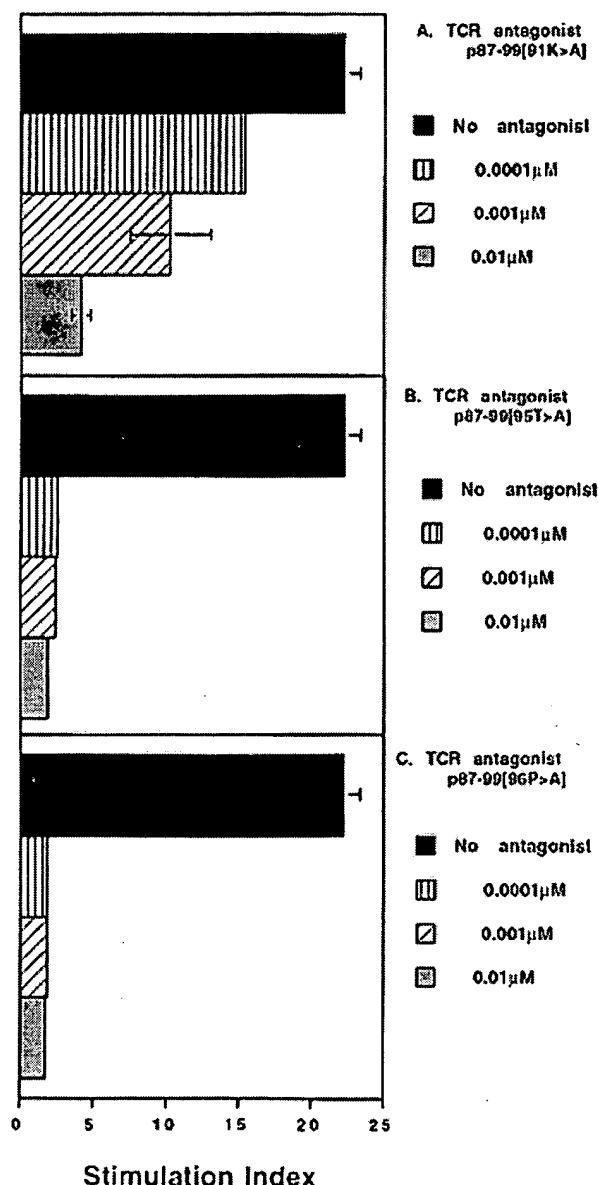 A. TCR antagonist
p87-99[91K>A]
No antagonist
0.0001µM
0.001µM
0.01µM
B. TCR antagonist
p87-99[95T>A]
No antagonist
0.0001µM
0.001µM
0.01µM
C. TCR antagonist
p87-99[96P>A]
No antagonist
0.0001µM
0.001µM
0.01µM
0 5 10 15 20 25
Stimulation Index